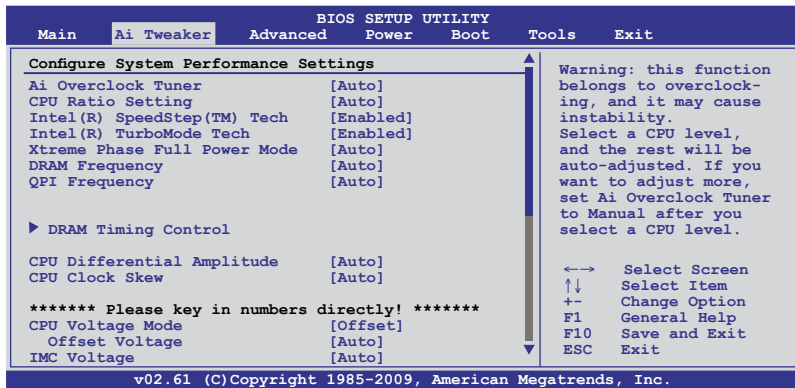 BIOS SETUP UTILITY
Main Ai Tweaker Advanced Power Boot Tools Exit
Configure System Performance Settings
Ai Overclock Tuner [Auto]
CPU Ratio Setting [Auto]
Intel(R) SpeedStep(TM) Tech [Enabled]
Intel(R) TurboMode Tech [Enabled]
Xtreme Phase Full Power Mode [Auto]
DRAM Frequency [Auto]
QPI Frequency [Auto]
DRAM Timing Control
CPU Differential Amplitude [Auto]
CPU Clock Skew [Auto]
******* Please key in numbers directly! *******
CPU Voltage Mode [Offset]
Offset Voltage [Auto]
IMC Voltage [Auto]
Warning: this function
belongs to overclock-
ing, and it may cause
instability.
Select a CPU level,
and the rest will be
auto-adjusted. If you
want to adjust more,
set Ai Overclock Tuner
to Manual after you
select a CPU level.
←→ Select Screen
↑↓ Select Item
+- Change Option
F1 General Help
F10 Save and Exit
ESC Exit
v02.61 (C)Copyright 1985-2009, American Megatrends, Inc.